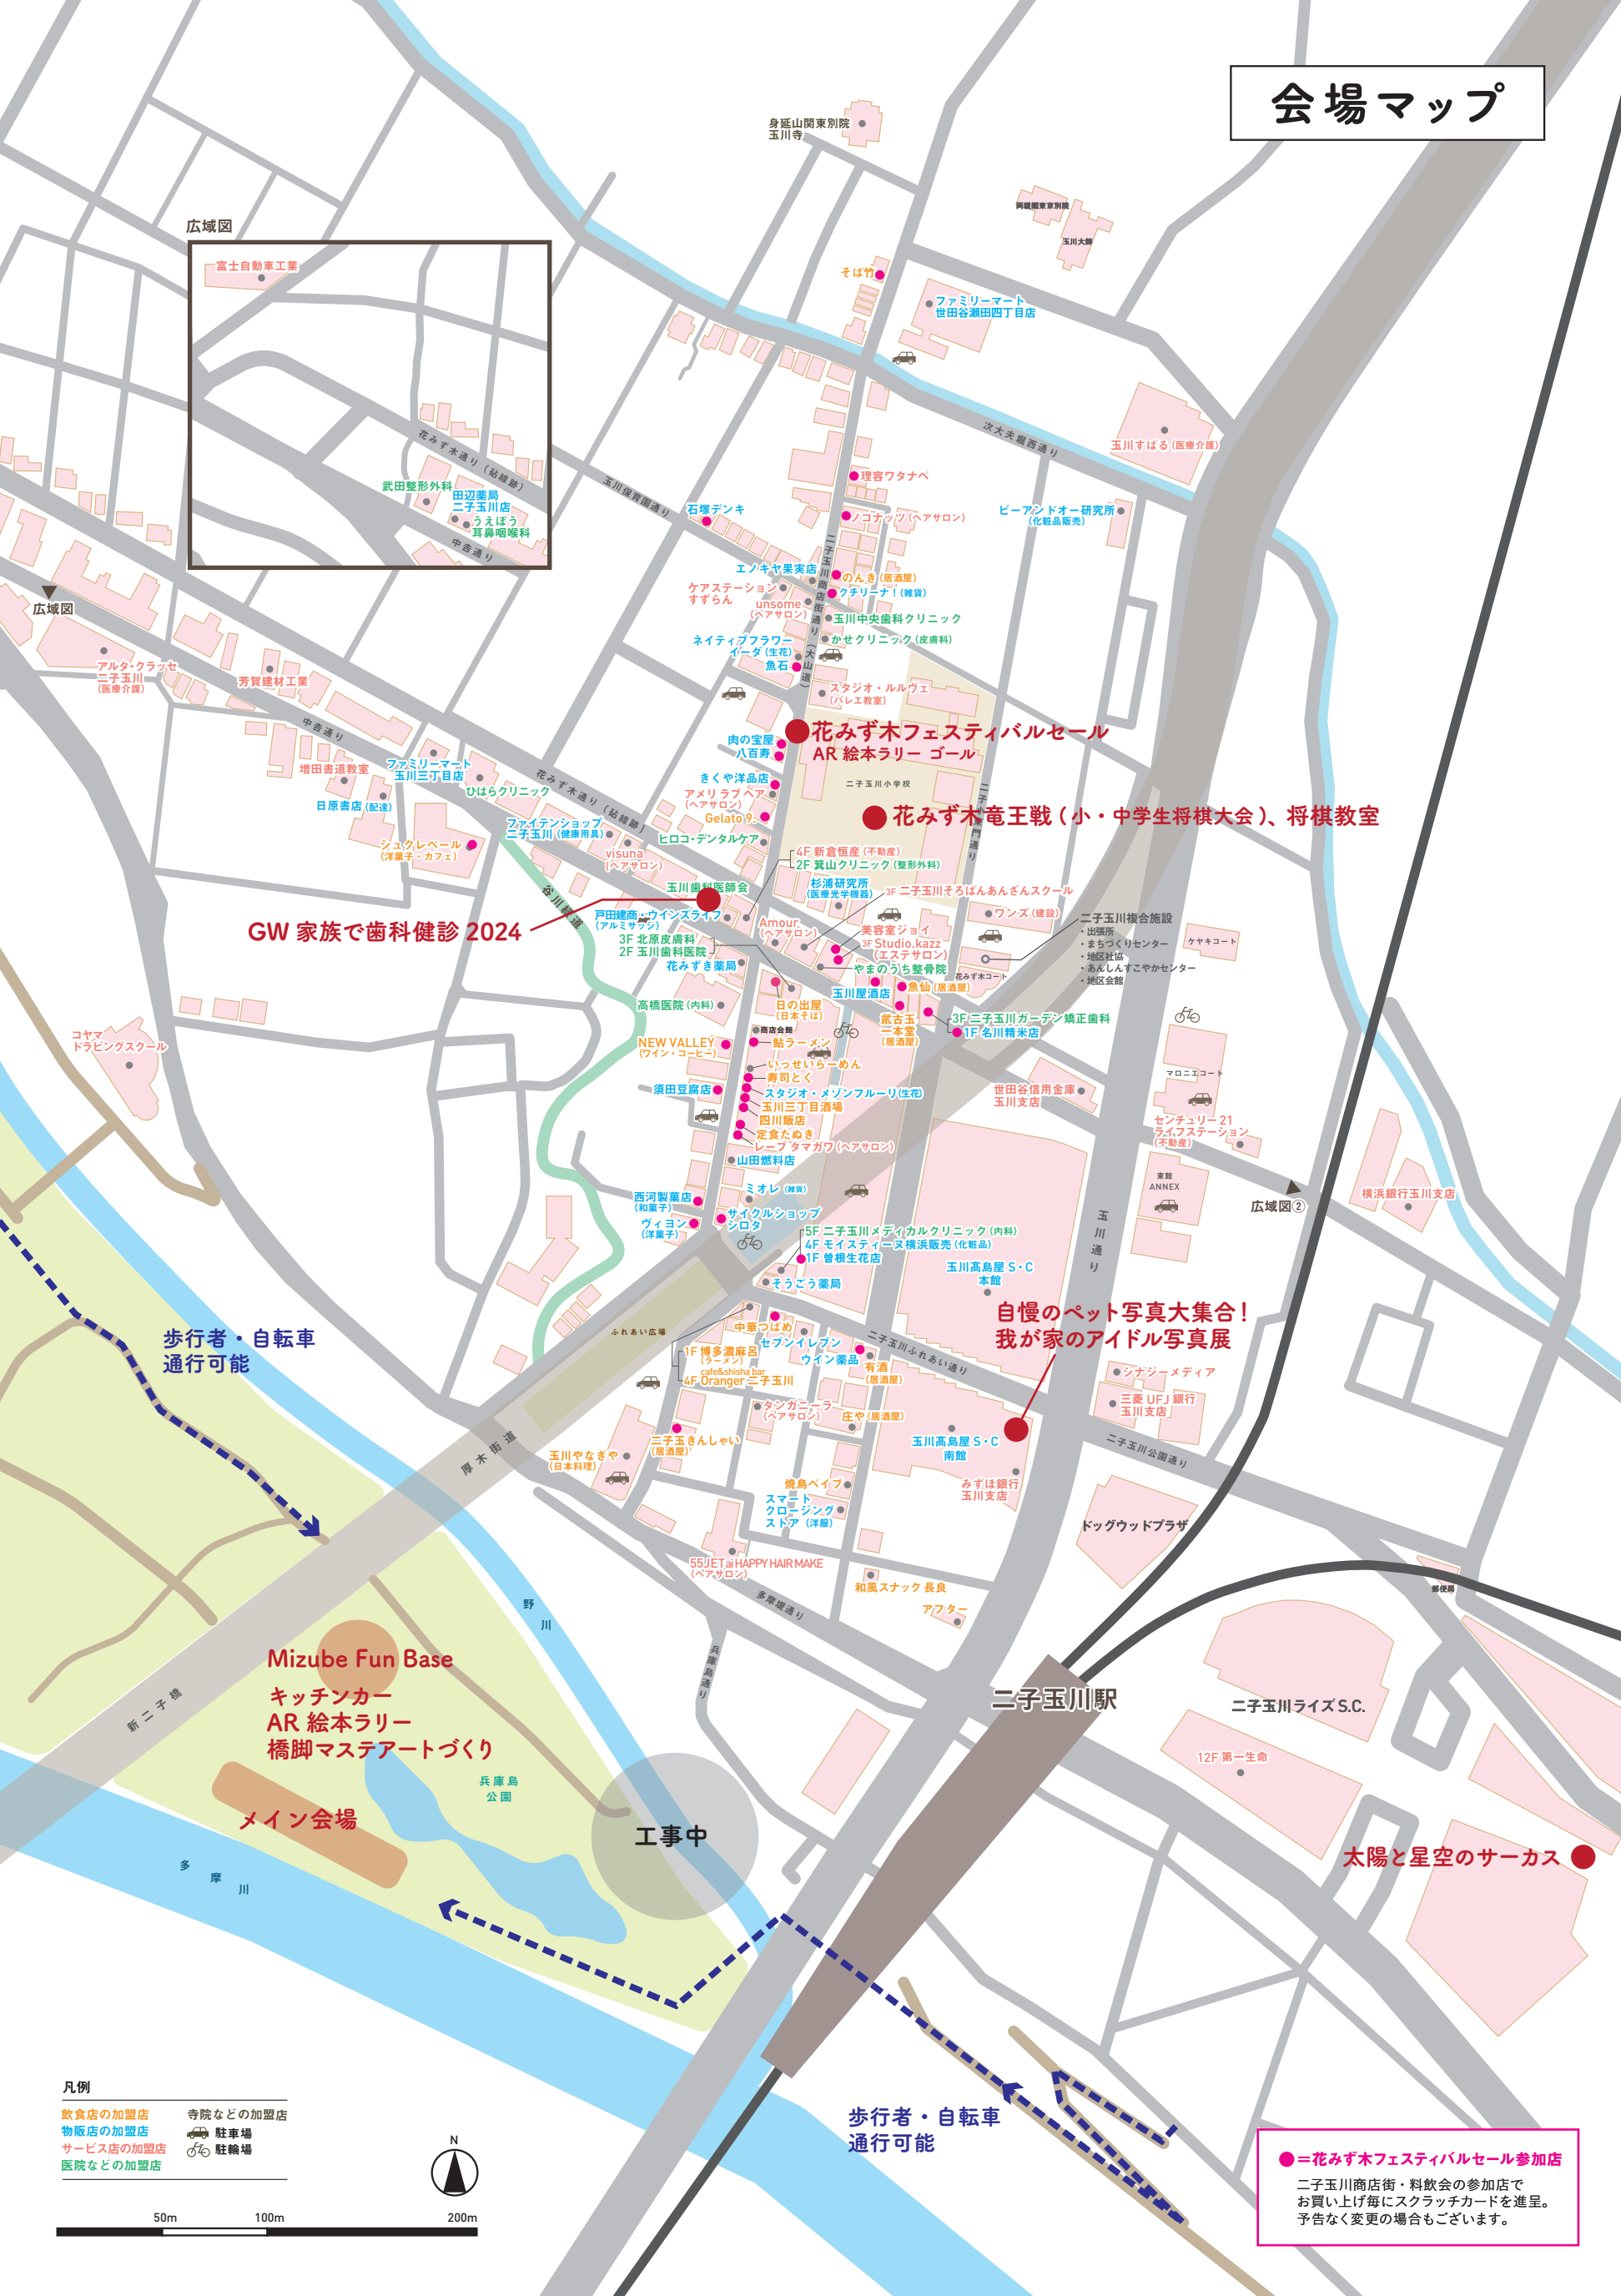 会場マップ
身延山関東別院
玉川寺
玉川大師
広域図
富士自動車工業
花みずき通り（砧線跡）
武田整形外科
田辺薬局
二子玉川店
うえぽう
耳鼻咽喉科
中吉通り
そば竹
ファミリーマート
世田谷瀬田四丁目店
次大夫堀西通り
玉川すばる（医療介護）
理容ワタナベ
玉川保育園通り
石塚デンキ
ノコナッツ（ヘアサロン）
ビーアンドオー研究所
（化粧品販売）
二子玉川商店街通り（大山道）
エノキヤ果実店
のんき（居酒屋）
クチリーナ！（雑貨）
ケアステーション
すずらん
unsome
（ヘアサロン）
玉川中央歯科クリニック
かせクリニック（皮膚科）
ネイティブフラワー
イーダ（生花）
魚石
広域図
アルタ・クラッセ
二子玉川
（医療介護）
芳賀建材工業
スタジオ・ルルヴェ
（バレエ教室）
花みず木フェスティバルセール
AR 絵本ラリー ゴール
中吉通り
肉の宝屋
八百寿
増田書道教室
ファミリーマート
玉川三丁目店
ひはらクリニック
日原書店（配達）
花みず木通り（砧線跡）
きくや洋品店
アメリ ラブ ヘア
（ヘアサロン）
Gelato 9.
二子玉川小学校
花みず木竜王戦（小・中学生将棋大会）、将棋教室
ファイテンショップ
二子玉川（健康用具）
ヒロコ・デンタルケア
シュクレペール
（洋菓子・カフェ）
visuna
（ヘアサロン）
4F 新倉恒産（不動産）
2F 箕山クリニック（整形外科）
谷川緑道
玉川歯科医師会
杉浦研究所
（医療光学機器）
3F 二子玉川そろばんあんざんスクール
GW 家族で歯科健診 2024
戸田建商・ウインズライフ
（アルミサッシ）
Amour
（ヘアサロン）
ワンズ（建設）
美容室ジョイ
3F Studio.kazz
（エステサロン）
二子玉川複合施設
・出張所
・まちづくりセンター
・地区社協
・あんしんすこやかセンター
・地区会館
ケヤキコート
3F 北原皮膚科
2F 玉川歯科医院
花みずき薬局
やまのうち整骨院
花みず木コート
玉川屋酒店
魚仙（居酒屋）
高橋医院（内科）
日の出屋
（日本そば）
武古玉
一本堂
（居酒屋）
3F 二子玉川ガーデン矯正歯科
1F 名川精米店
コヤマ
ドラビングスクール
商店会館
NEW VALLEY
（ワイン・コーヒー）
鮎ラーメン
いっせいらーめん
寿司とく
須田豆腐店
スタジオ・メゾンフルーリ（生花）
玉川三丁目酒場
四川飯店
定食たぬき
レーブ タマガワ（ヘアサロン）
山田燃料店
世田谷信用金庫
玉川支店
マロニエコート
センチュリー 21
ライフステーション
（不動産）
東館
ANNEX
広域図②
横浜銀行玉川支店
西河製菓店
（和菓子）
ミオレ（雑貨）
ヴィヨン
（洋菓子）
サイクルショップ
シロタ
5F 二子玉川メディカルクリニック（内科）
4F モイスティーヌ横浜販売（化粧品）
1F 曽根生花店
そうごう薬局
玉川通り
玉川髙島屋 S・C
本館
自慢のペット写真大集合！
我が家のアイドル写真展
歩行者・自転車
通行可能
ふれあい広場
中華つばめ
セブンイレブン
ウイン薬品
有酒
（居酒屋）
二子玉川ふれあい通り
1F 博多濃麻呂
（ラーメン）
cafe&shisha bar
4F Oranger 二子玉川
シナジーメディア
三菱 UFJ 銀行
玉川支店
タンガニーラ
（ヘアサロン）
庄や（居酒屋）
玉川髙島屋 S・C
南館
二子玉川公園通り
厚木街道
玉川やなぎや
（日本料理）
二子玉きんしゃい
（居酒屋）
焼鳥ベイブ
みずほ銀行
玉川支店
スマート
クロージング
ストア（洋服）
ドッグウッドプラザ
55JETai HAPPY HAIR MAKE
（ヘアサロン）
和風スナック 長良
アフター
多摩堤通り
郵便局
野川
兵庫島通り
Mizube Fun Base
キッチンカー
AR 絵本ラリー
橋脚マステアートづくり
新二子橋
二子玉川駅
二子玉川ライズ S.C.
12F 第一生命
兵庫島
公園
メイン会場
工事中
太陽と星空のサーカス
多摩川
歩行者・自転車
通行可能
凡例
飲食店の加盟店
物販店の加盟店
サービス店の加盟店
医院などの加盟店
寺院などの加盟店
駐車場
駐輪場
N
50m
100m
200m
＝花みず木フェスティバルセール参加店
二子玉川商店街・料飲会の参加店で
お買い上げ毎にスクラッチカードを進呈。
予告なく変更の場合もございます。